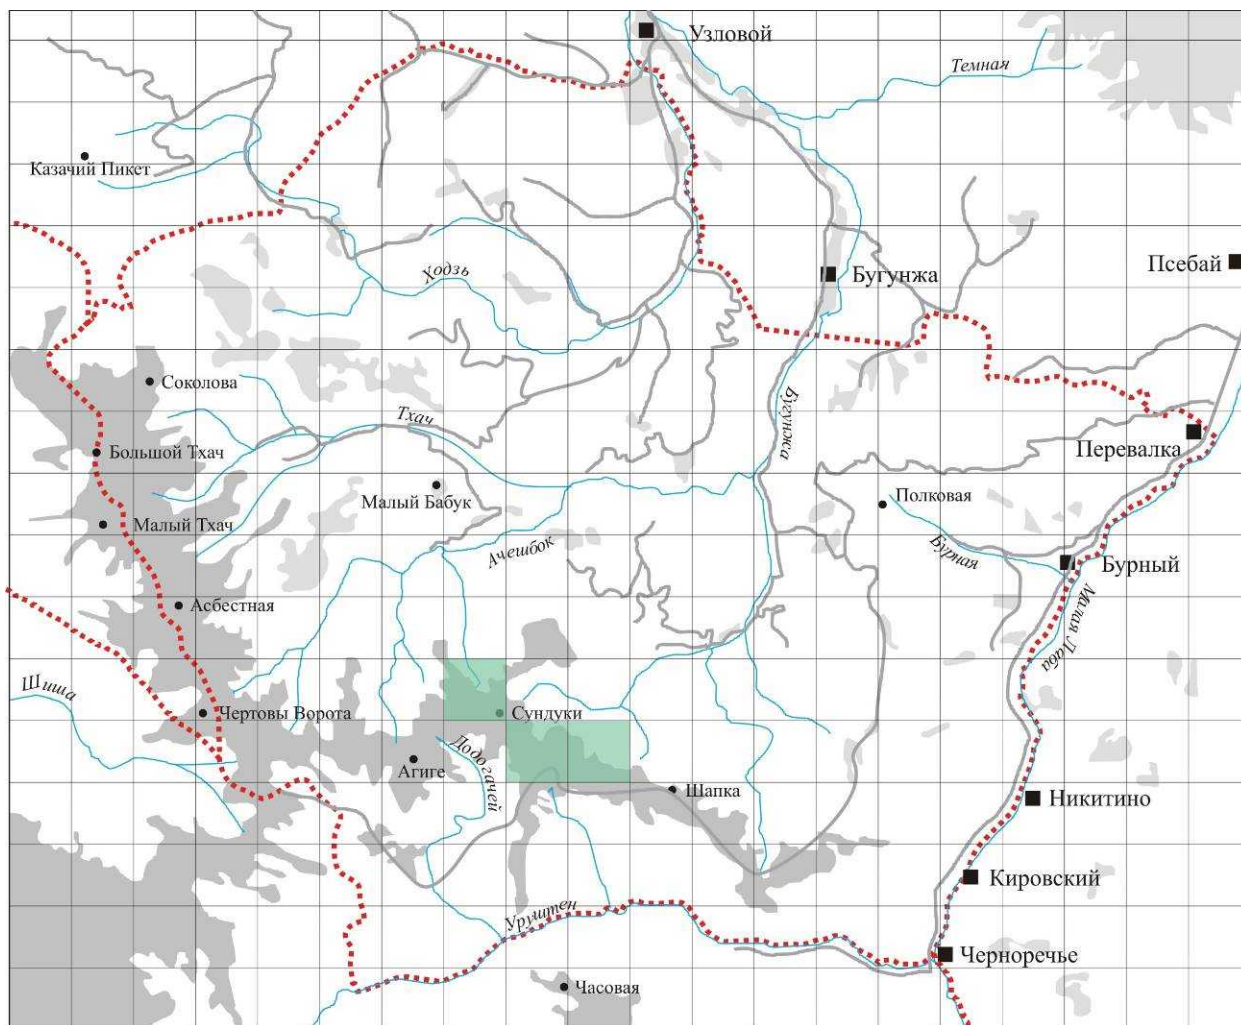 Узловой
Темная
Казачий Пикет
Ходзь
Бугунжа
Псебай
Соколова
Тхач
Бугунжа
Большой Тхач
Перевалка
Малый Бабук
Полковая
Малый Тхач
Ачешбок
Бурная
Бурный
Асбестная
Малая Лаба
Шиша
Чертовы Ворота
Сундуки
Додогачей
Агиге
Шапка
Никитино
Кировский
Уруштен
Черноречье
Часовая